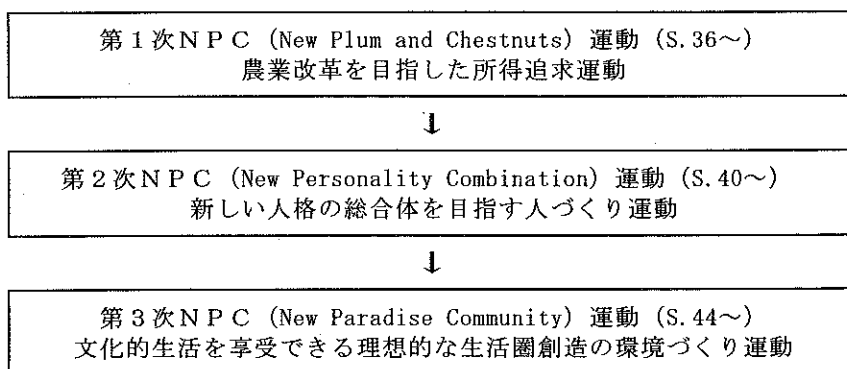 第１次ＮＰＣ (New Plum and Chestnuts) 運動 (S.36～)
農業改革を目指した所得追求運動
↓
第２次ＮＰＣ (New Personality Combination) 運動 (S.40～)
新しい人格の総合体を目指す人づくり運動
↓
第３次ＮＰＣ (New Paradise Community) 運動 (S.44～)
文化的生活を享受できる理想的な生活圏創造の環境づくり運動